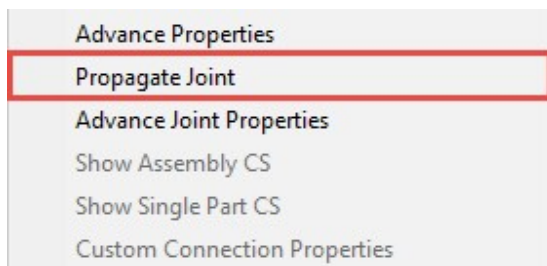 Advance Properties
Propagate Joint
Advance Joint Properties
Show Assembly CS
Show Single Part CS
Custom Connection Properties